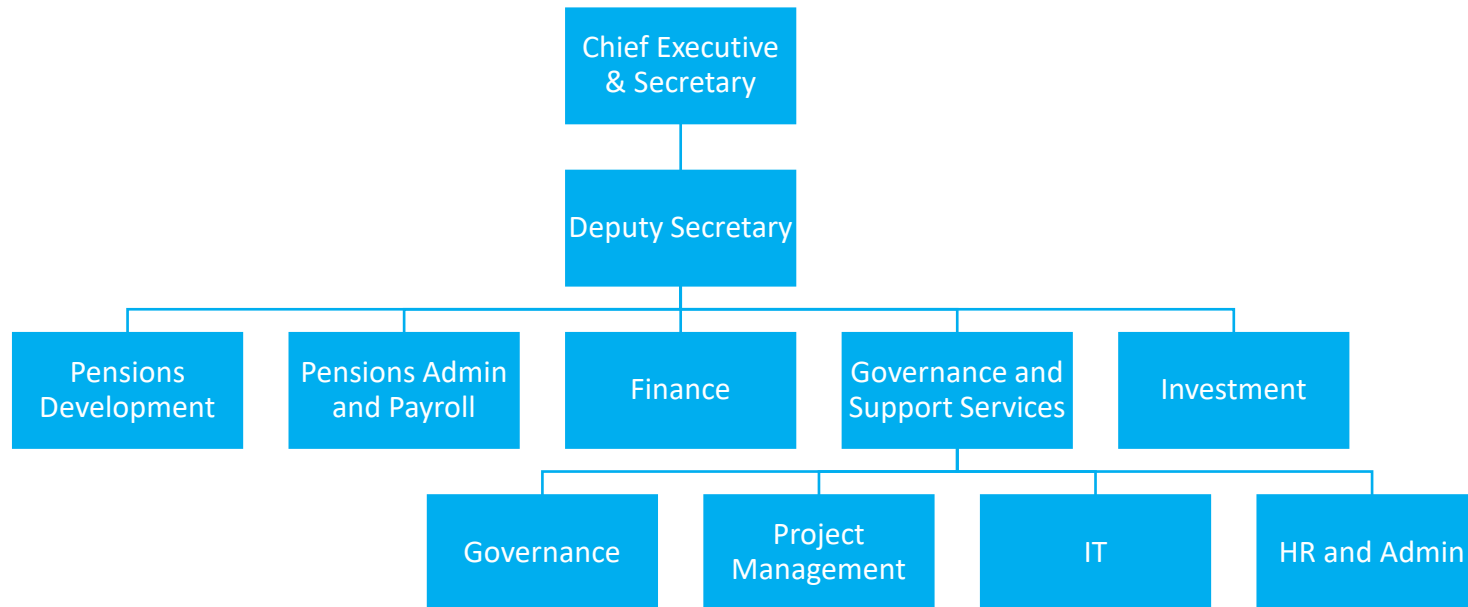 Chief Executive
& Secretary
Deputy Secretary
Pensions
Development
Pensions Admin
and Payroll
Finance
Governance and
Support Services
Investment
Governance
Project
Management
IT
HR and Admin